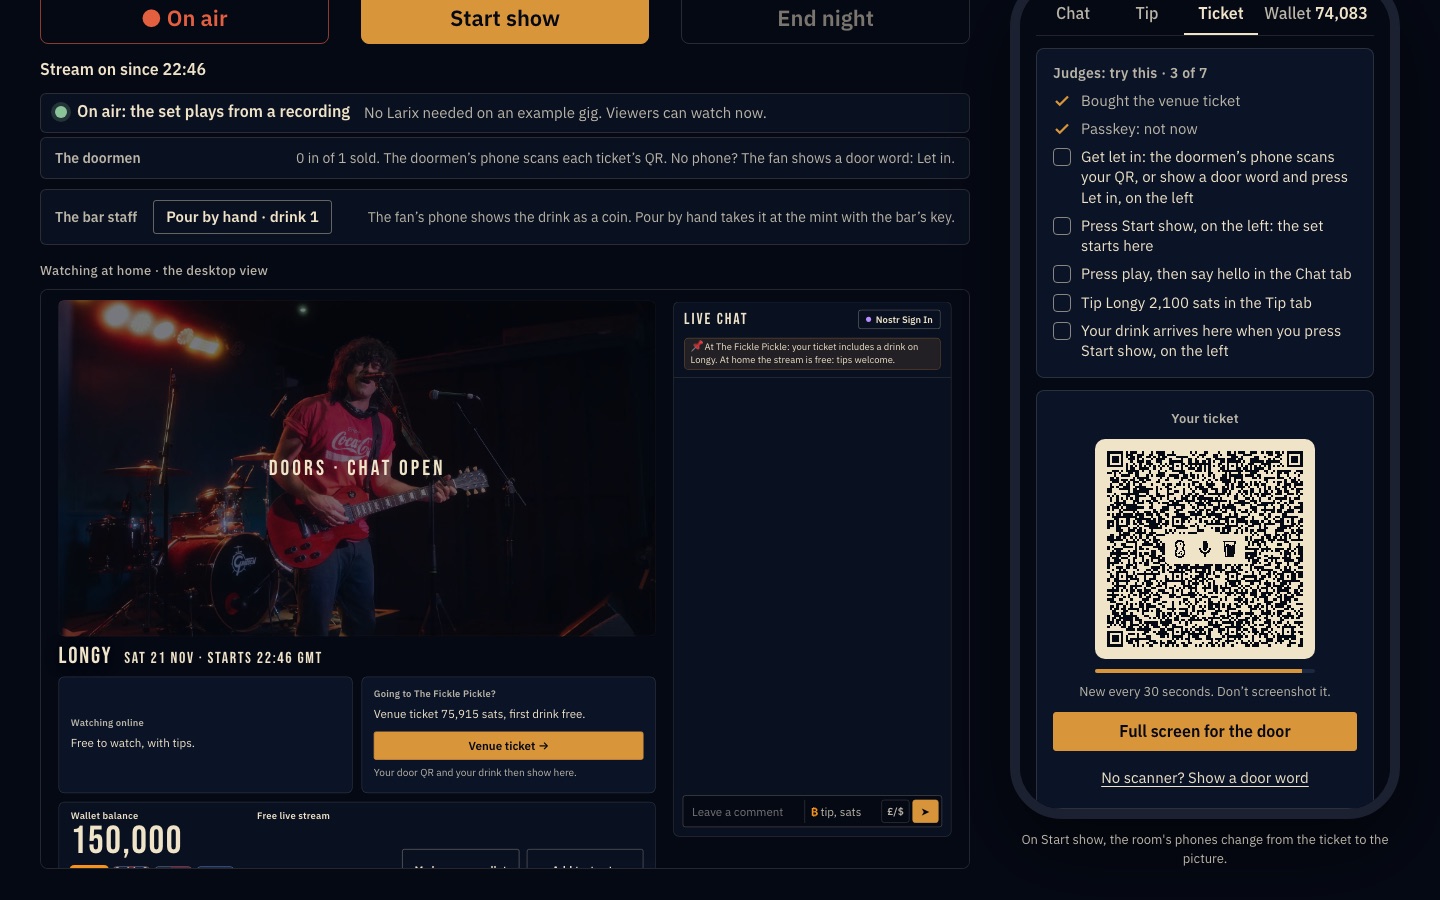 On air
Start show
End night
Stream on since 22:46
On air: the set plays from a recording
No Larix needed on an example gig. Viewers can watch now.
The doormen
0 in of 1 sold. The doormen’s phone scans each ticket’s QR. No phone? The fan shows a door word: Let in.
The bar staff
Pour by hand · drink 1
The fan’s phone shows the drink as a coin. Pour by hand takes it at the mint with the bar’s key.
Watching at home · the desktop view
DOORS · CHAT OPEN
Coca-Cola
LONGY SAT 21 NOV · STARTS 22:46 GMT
Watching online
Free to watch, with tips.
Going to The Fickle Pickle?
Venue ticket 75,915 sats, first drink free.
Venue ticket →
Your door QR and your drink then show here.
Wallet balance
150,000
Free live stream
LIVE CHAT
Nostr Sign In
📌 At The Fickle Pickle: your ticket includes a drink on
Longy. At home the stream is free: tips welcome.
Leave a comment
₿ tip, sats
£/$
➤
Chat
Tip
Ticket
Wallet 74,083
Judges: try this · 3 of 7
Bought the venue ticket
Passkey: not now
Get let in: the doormen’s phone scans
your QR, or show a door word and press
Let in, on the left
Press Start show, on the left: the set
starts here
Press play, then say hello in the Chat tab
Tip Longy 2,100 sats in the Tip tab
Your drink arrives here when you press
Start show, on the left
Your ticket
New every 30 seconds. Don’t screenshot it.
Full screen for the door
No scanner? Show a door word
On Start show, the room's phones change from the ticket to the
picture.